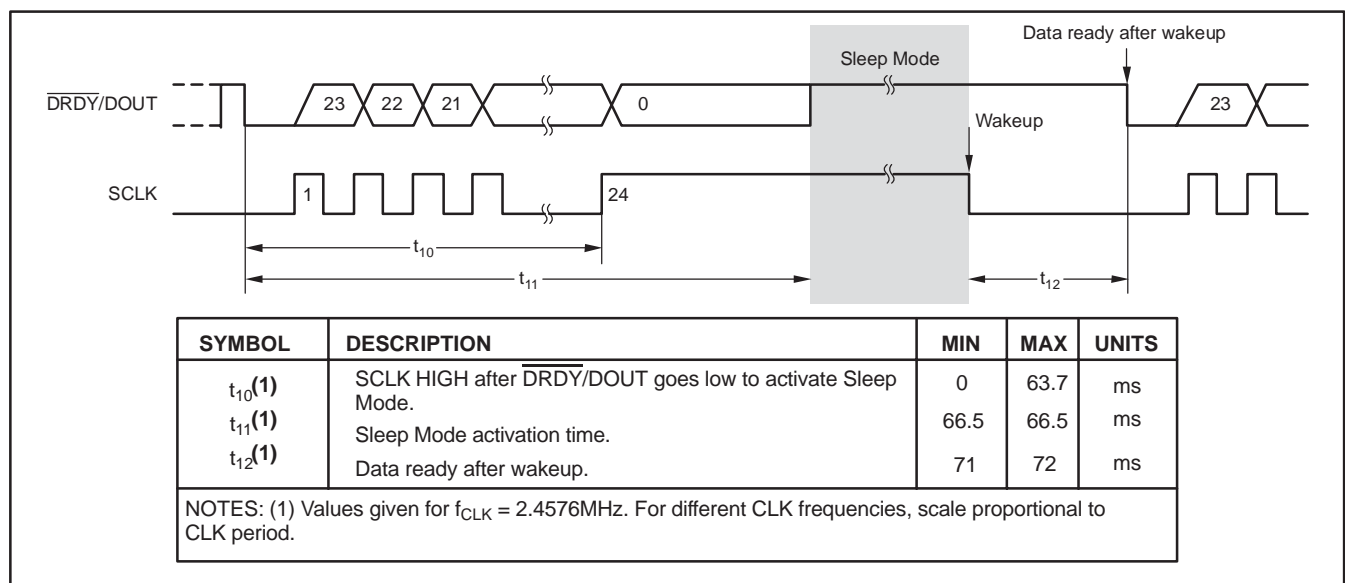 Data ready after wakeup
Sleep Mode
DRDY/DOUT
23 22 21 0 23
Wakeup
SCLK
1 24
t10
t11 t12
SYMBOL DESCRIPTION MIN MAX UNITS
t10(1) SCLK HIGH after DRDY/DOUT goes low to activate Sleep Mode. 0 63.7 ms
t11(1) Sleep Mode activation time. 66.5 66.5 ms
t12(1) Data ready after wakeup. 71 72 ms
NOTES: (1) Values given for fCLK = 2.4576MHz. For different CLK frequencies, scale proportional to
CLK period.